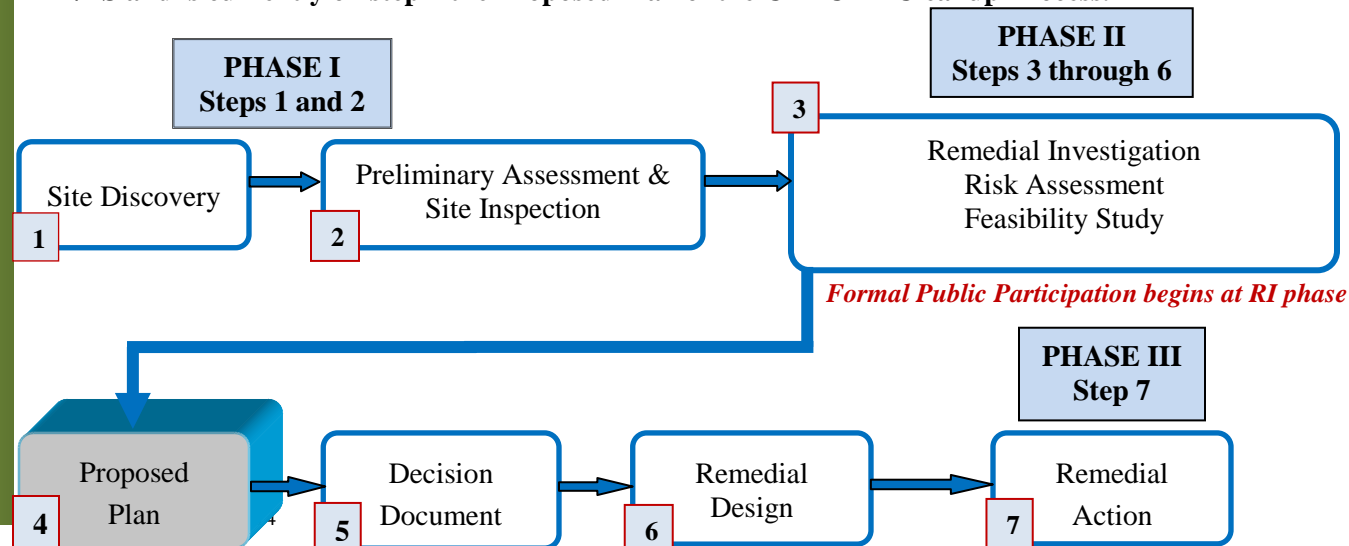 PHASE I
Steps 1 and 2
PHASE II
Steps 3 through 6
3
Site Discovery
1
Preliminary Assessment &
Site Inspection
2
Remedial Investigation
Risk Assessment
Feasibility Study
Formal Public Participation begins at RI phase
PHASE III
Step 7
Proposed
Plan
4
Decision
Document
5
Remedial
Design
6
Remedial
Action
7